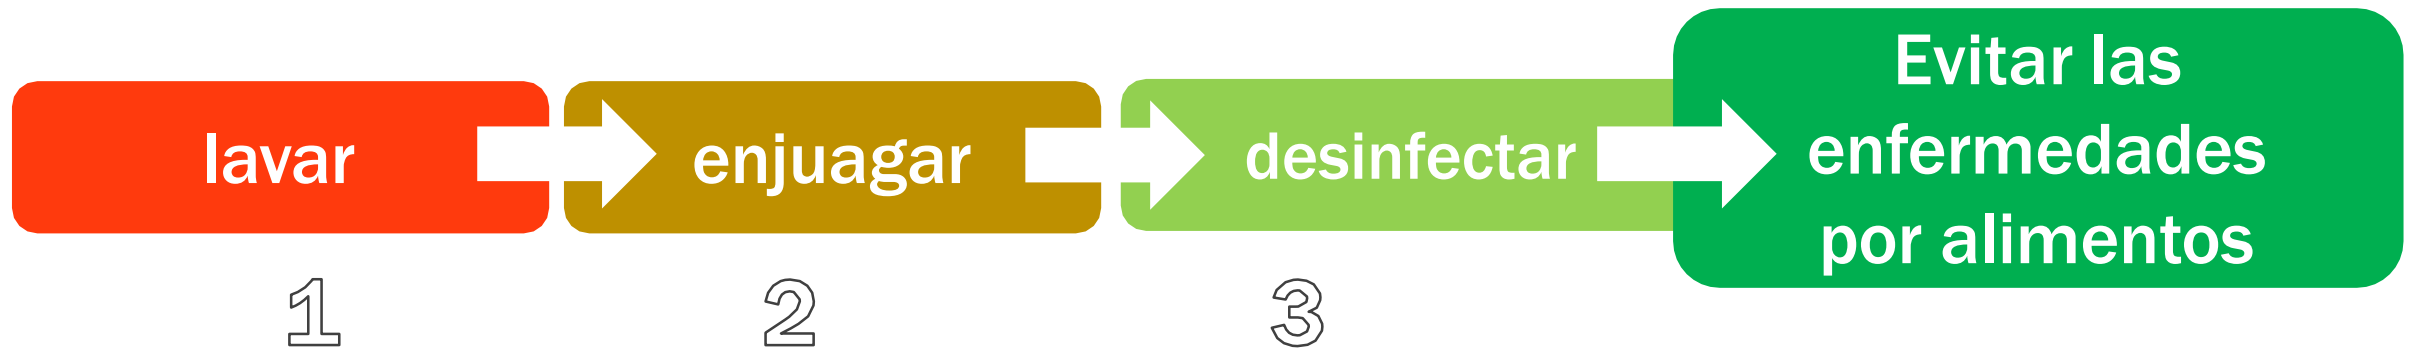 lavar
enjuagar
desinfectar
Evitar las
enfermedades
por alimentos
1
2
3